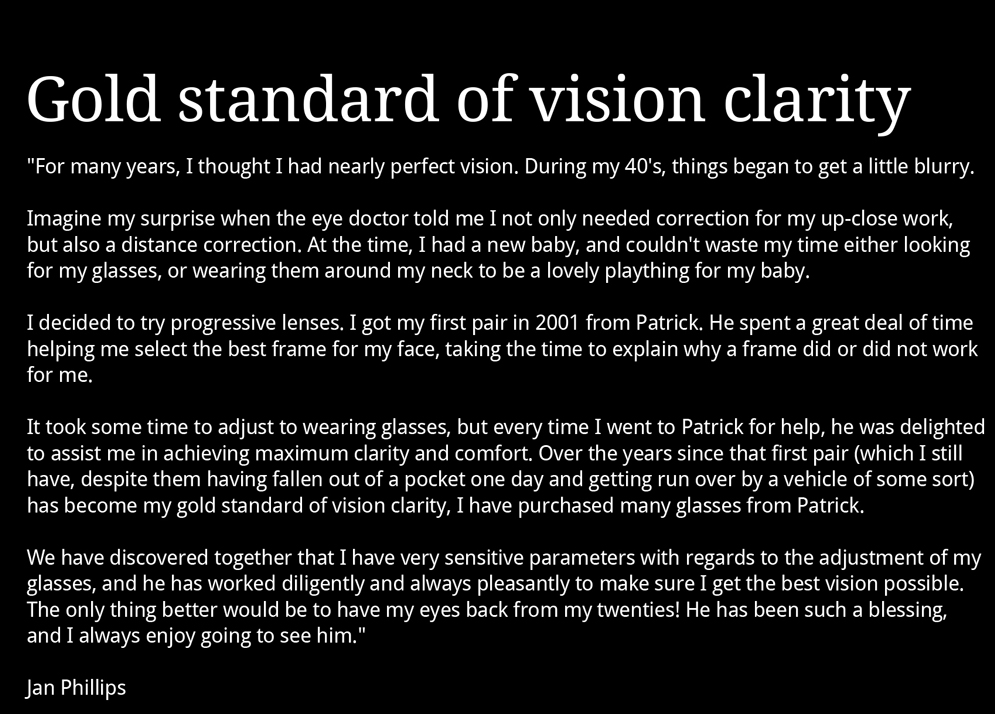 Gold standard of vision clarity
"For many years, I thought I had nearly perfect vision. During my 40's, things began to get a little blurry.
Imagine my surprise when the eye doctor told me I not only needed correction for my up-close work,
but also a distance correction. At the time, I had a new baby, and couldn't waste my time either looking
for my glasses, or wearing them around my neck to be a lovely plaything for my baby.
I decided to try progressive lenses. I got my first pair in 2001 from Patrick. He spent a great deal of time
helping me select the best frame for my face, taking the time to explain why a frame did or did not work
for me.
It took some time to adjust to wearing glasses, but every time I went to Patrick for help, he was delighted
to assist me in achieving maximum clarity and comfort. Over the years since that first pair (which I still
have, despite them having fallen out of a pocket one day and getting run over by a vehicle of some sort)
has become my gold standard of vision clarity, I have purchased many glasses from Patrick.
We have discovered together that I have very sensitive parameters with regards to the adjustment of my
glasses, and he has worked diligently and always pleasantly to make sure I get the best vision possible.
The only thing better would be to have my eyes back from my twenties! He has been such a blessing,
and I always enjoy going to see him."
Jan Phillips